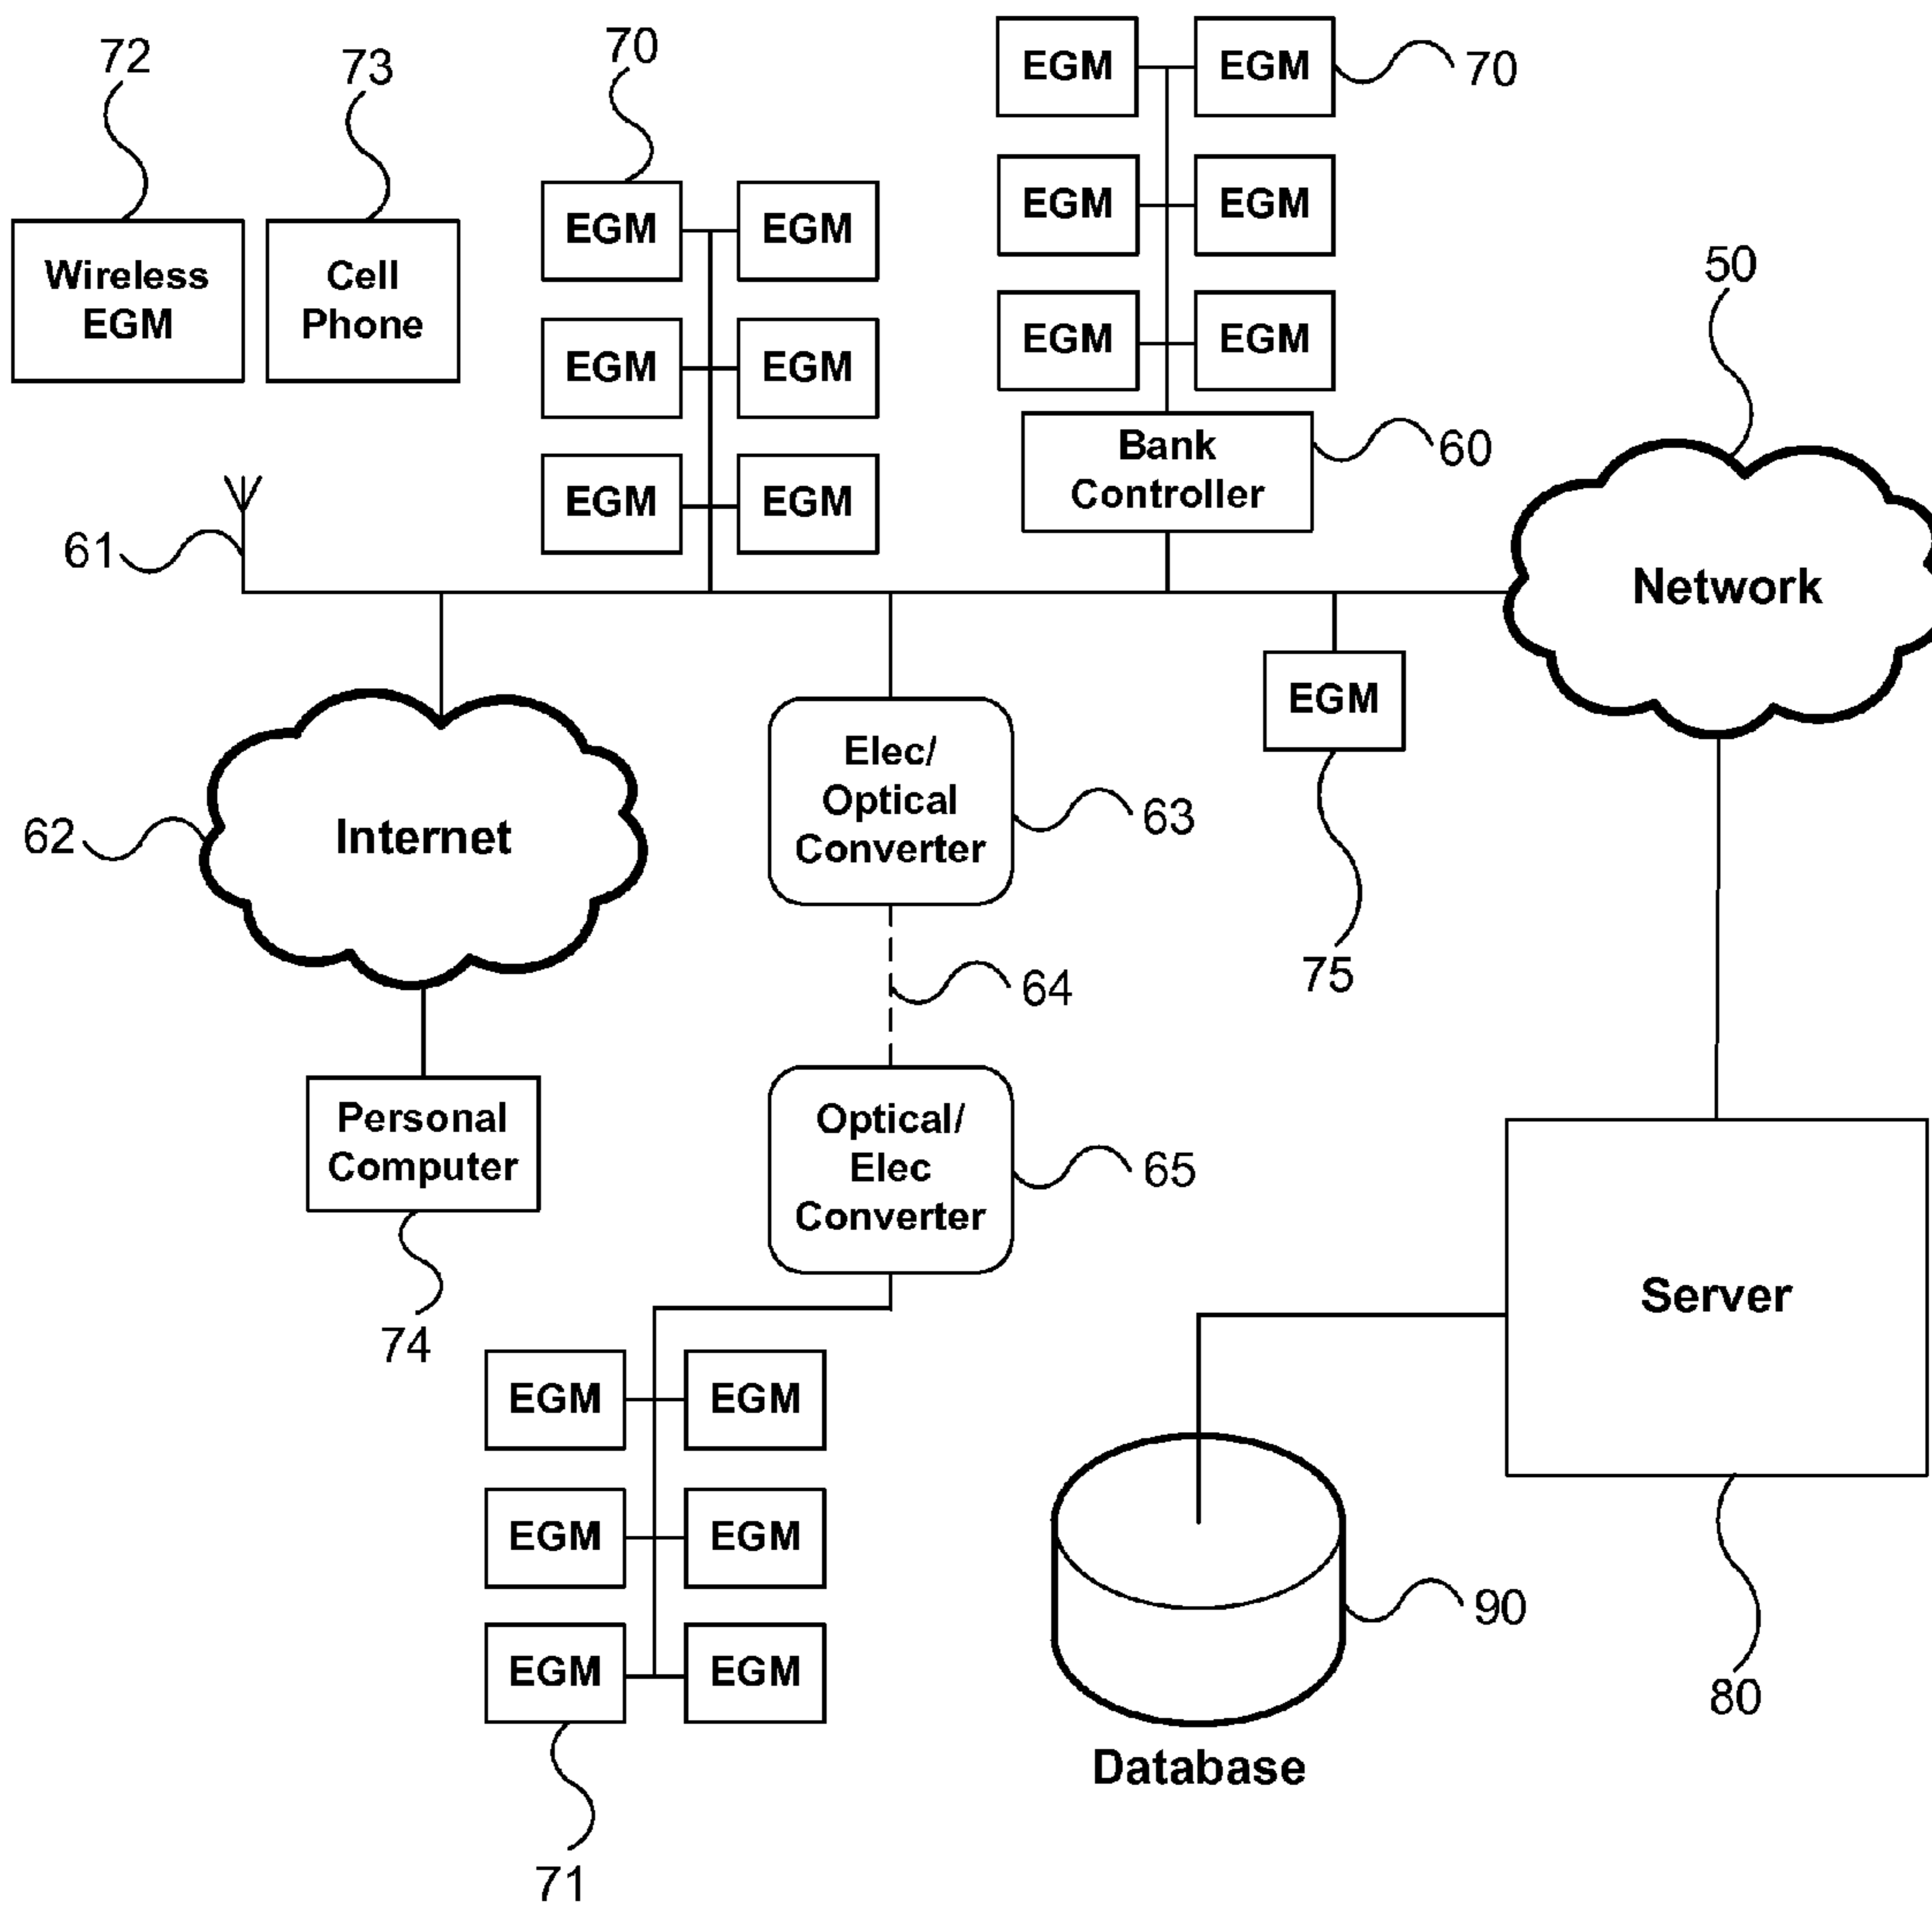 72
73
70
EGM EGM
70
Wireless
EGM
Cell
Phone
EGM EGM
EGM EGM
EGM EGM
EGM EGM
EGM EGM
50
Bank
Controller
60
61
Network
EGM
75
Internet
62
Elec/
Optical
Converter
63
64
Personal
Computer
74
Optical/
Elec
Converter
65
Server
80
EGM EGM
EGM EGM
EGM EGM
71
90
Database